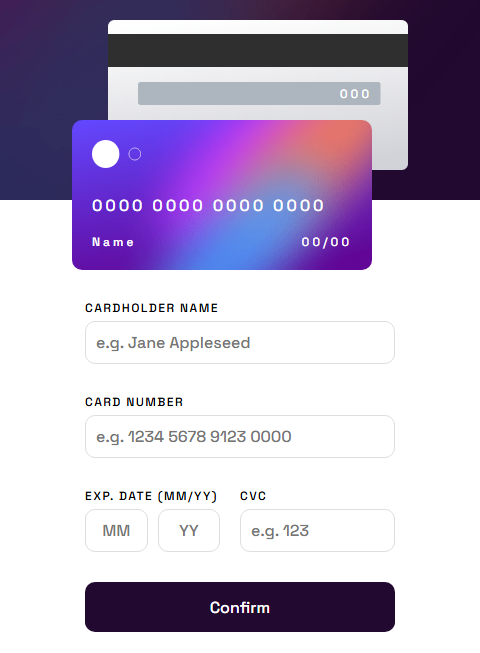 000
0000 0000 0000 0000
Name 00/00
CARDHOLDER NAME
e.g. Jane Appleseed
CARD NUMBER
e.g. 1234 5678 9123 0000
EXP. DATE (MM/YY) CVC
MM YY e.g. 123
Confirm